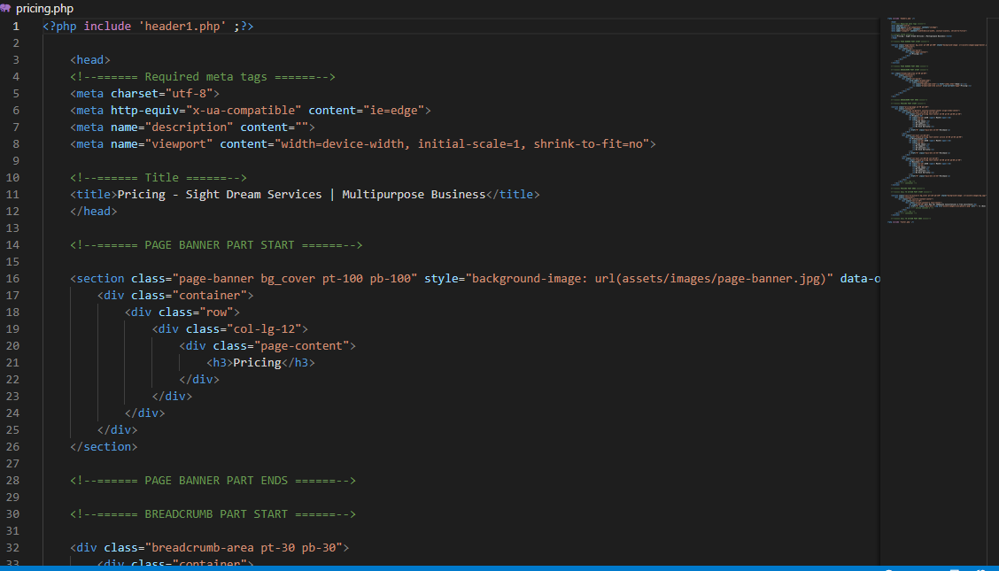 pricing.php
1 <?php include 'header1.php' ;?>
2
3 <head>
4 <!--====== Required meta tags ======-->
5 <meta charset="utf-8">
6 <meta http-equiv="x-ua-compatible" content="ie=edge">
7 <meta name="description" content="">
8 <meta name="viewport" content="width=device-width, initial-scale=1, shrink-to-fit=no">
9
10 <!--====== Title ======-->
11 <title>Pricing - Sight Dream Services | Multipurpose Business</title>
12 </head>
13
14 <!--====== PAGE BANNER PART START ======-->
15
16 <section class="page-banner bg_cover pt-100 pb-100" style="background-image: url(assets/images/page-banner.jpg)" data-o
17 <div class="container">
18 <div class="row">
19 <div class="col-lg-12">
20 <div class="page-content">
21 <h3>Pricing</h3>
22 </div>
23 </div>
24 </div>
25 </div>
26 </section>
27
28 <!--====== PAGE BANNER PART ENDS ======-->
29
30 <!--====== BREADCRUMB PART START ======-->
31
32 <div class="breadcrumb-area pt-30 pb-30">
33 <div class="container">